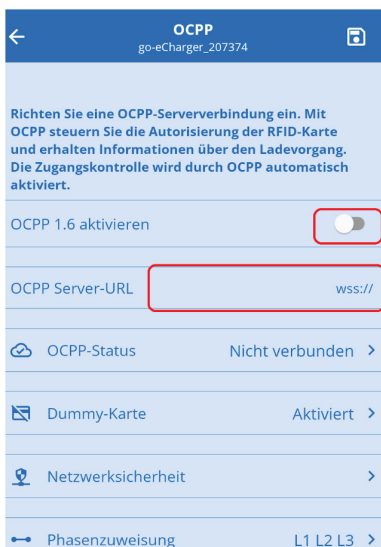 OCPP
go-eCharger_207374
Richten Sie eine OCPP-Serververbindung ein. Mit
OCPP steuern Sie die Autorisierung der RFID-Karte
und erhalten Informationen über den Ladevorgang.
Die Zugangskontrolle wird durch OCPP automatisch
aktiviert.
OCPP 1.6 aktivieren
OCPP Server-URL wss://
OCPP-Status Nicht verbunden
Dummy-Karte Aktiviert
Netzwerksicherheit
Phasenzuweisung L1 L2 L3